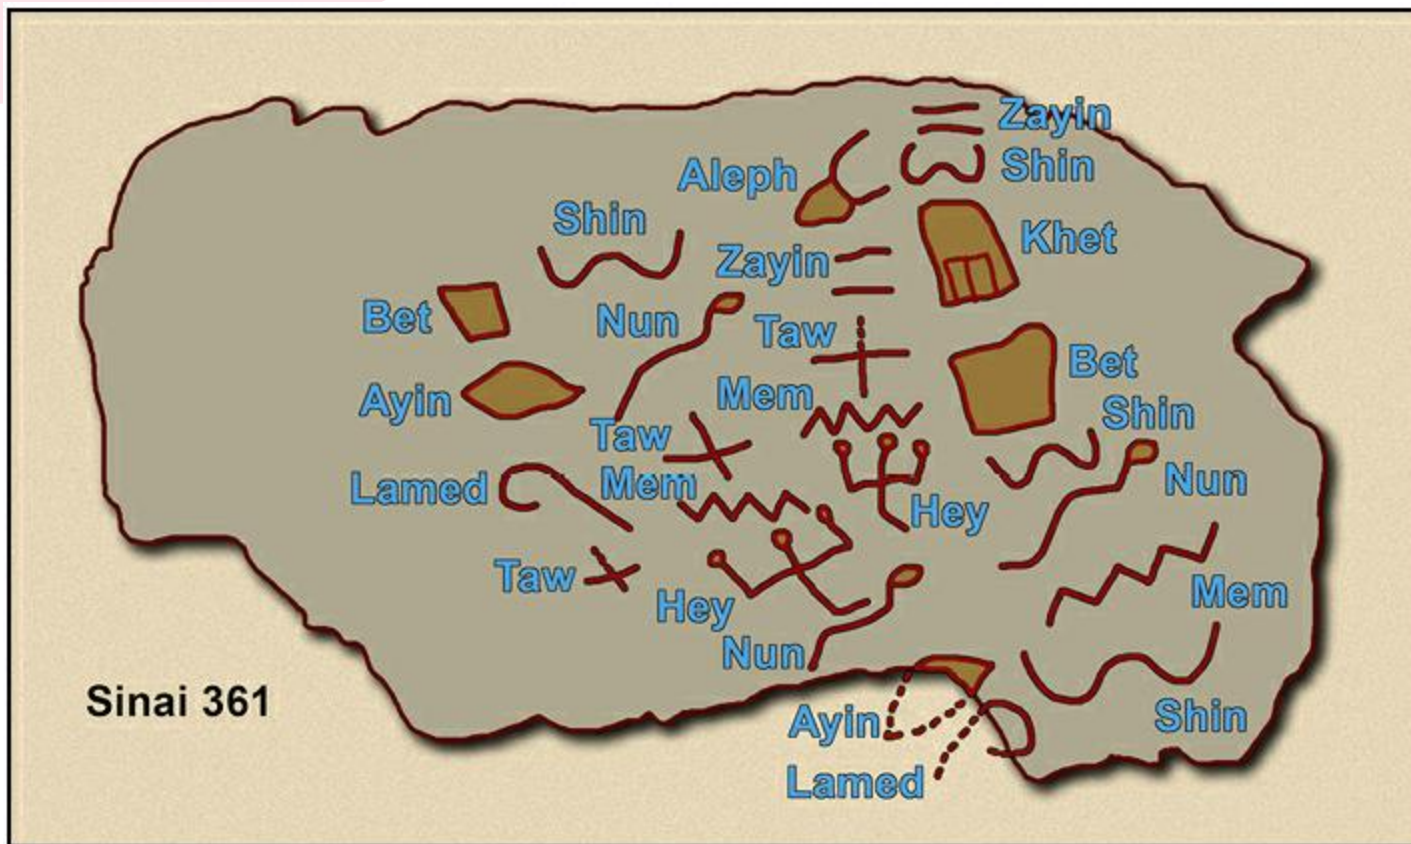 Zayin
Aleph
Shin
Shin
Khet
Zayin
Bet
Nun
Taw
Bet
Ayin
Mem
Shin
Taw
Lamed
Mem
Nun
Hey
Taw
Hey
Mem
Nun
Sinai 361
Ayin
Shin
Lamed